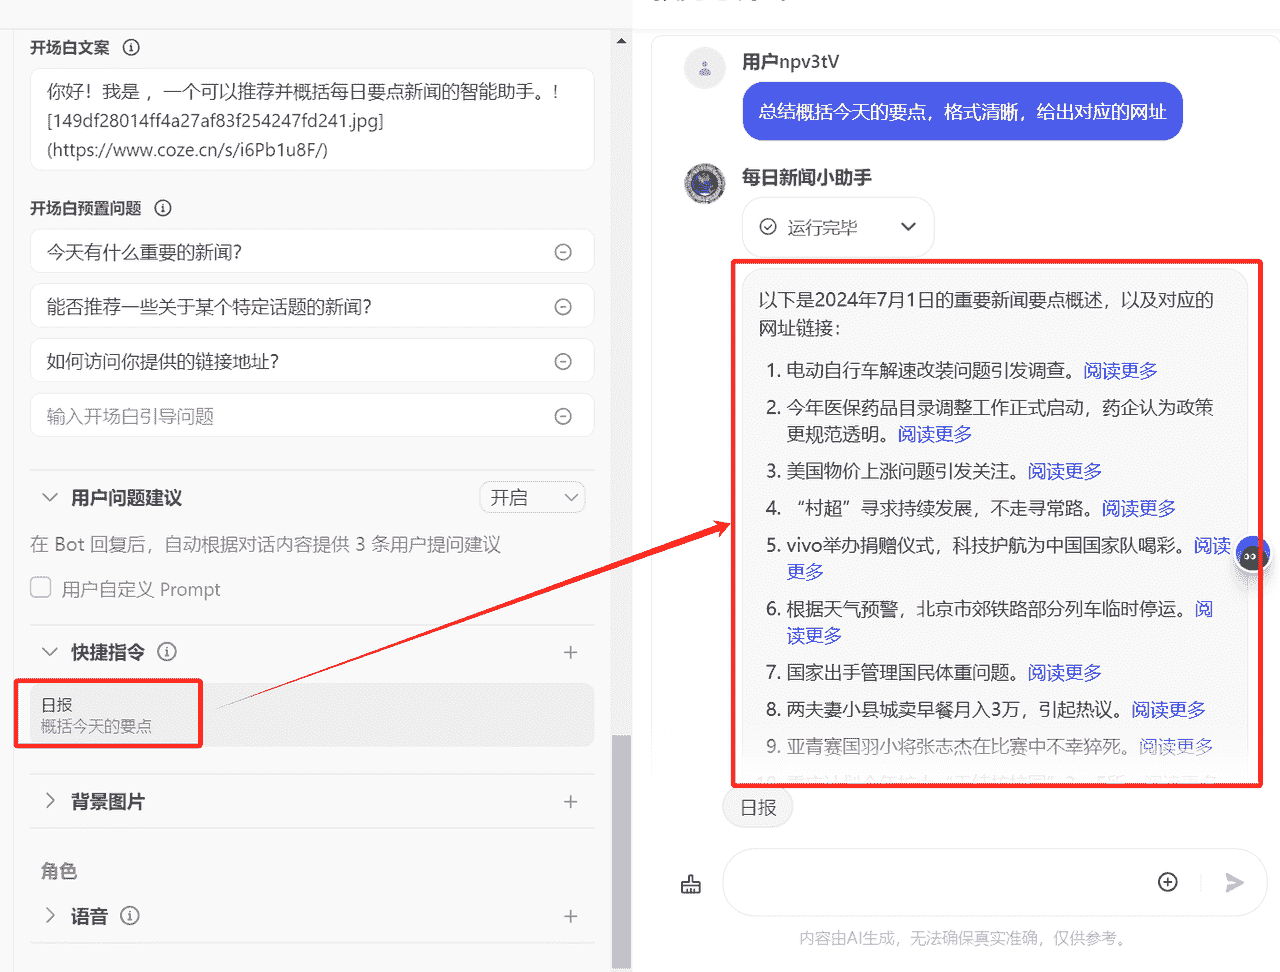 开场白文案
你好！我是 ，一个可以推荐并概括每日要点新闻的智能助手。!
[149df28014ff4a27af83f254247fd241.jpg]
(https://www.coze.cn/s/i6Pb1u8F/)
开场白预置问题
今天有什么重要的新闻?
能否推荐一些关于某个特定话题的新闻?
如何访问你提供的链接地址?
输入开场白引导问题
用户问题建议
开启
在 Bot 回复后，自动根据对话内容提供 3 条用户提问建议
用户自定义 Prompt
快捷指令
日报
概括今天的要点
背景图片
角色
语音
用户npv3tV
总结概括今天的要点，格式清晰，给出对应的网址
每日新闻小助手
运行完毕
以下是2024年7月1日的重要新闻要点概述，以及对应的
网址链接：
1. 电动自行车解速改装问题引发调查。阅读更多
2. 今年医保药品目录调整工作正式启动，药企认为政策
更规范透明。阅读更多
3. 美国物价上涨问题引发关注。阅读更多
4. “村超”寻求持续发展，不走寻常路。阅读更多
5. vivo举办捐赠仪式，科技护航为中国国家队喝彩。阅读
更多
6. 根据天气预警，北京市郊铁路部分列车临时停运。阅
读更多
7. 国家出手管理国民体重问题。阅读更多
8. 两夫妻小县城卖早餐月入3万，引起热议。阅读更多
9. 亚青赛国羽小将张志杰在比赛中不幸猝死。阅读更多
日报
内容由AI生成，无法确保真实准确，仅供参考。